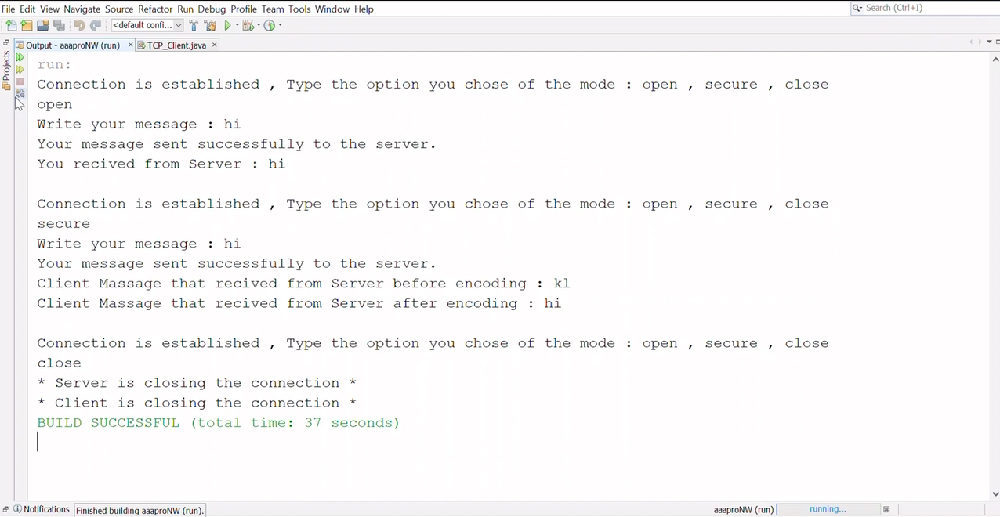 File Edit View Navigate Source Refactor Run Debug Profile Team Tools Window Help
Search (Ctrl+I)
<default confi...
Output - aaaproNW (run)
TCP_Client.java
Projects
run:
Connection is established , Type the option you chose of the mode : open , secure , close
open
Write your message : hi
Your message sent successfully to the server.
You recived from Server : hi
Connection is established , Type the option you chose of the mode : open , secure , close
secure
Write your message : hi
Your message sent successfully to the server.
Client Massage that recived from Server before encoding : kl
Client Massage that recived from Server after encoding : hi
Connection is established , Type the option you chose of the mode : open , secure , close
close
* Server is closing the connection *
* Client is closing the connection *
BUILD SUCCESSFUL (total time: 37 seconds)
Notifications
Finished building aaaproNW (run).
aaaproNW (run)
running...